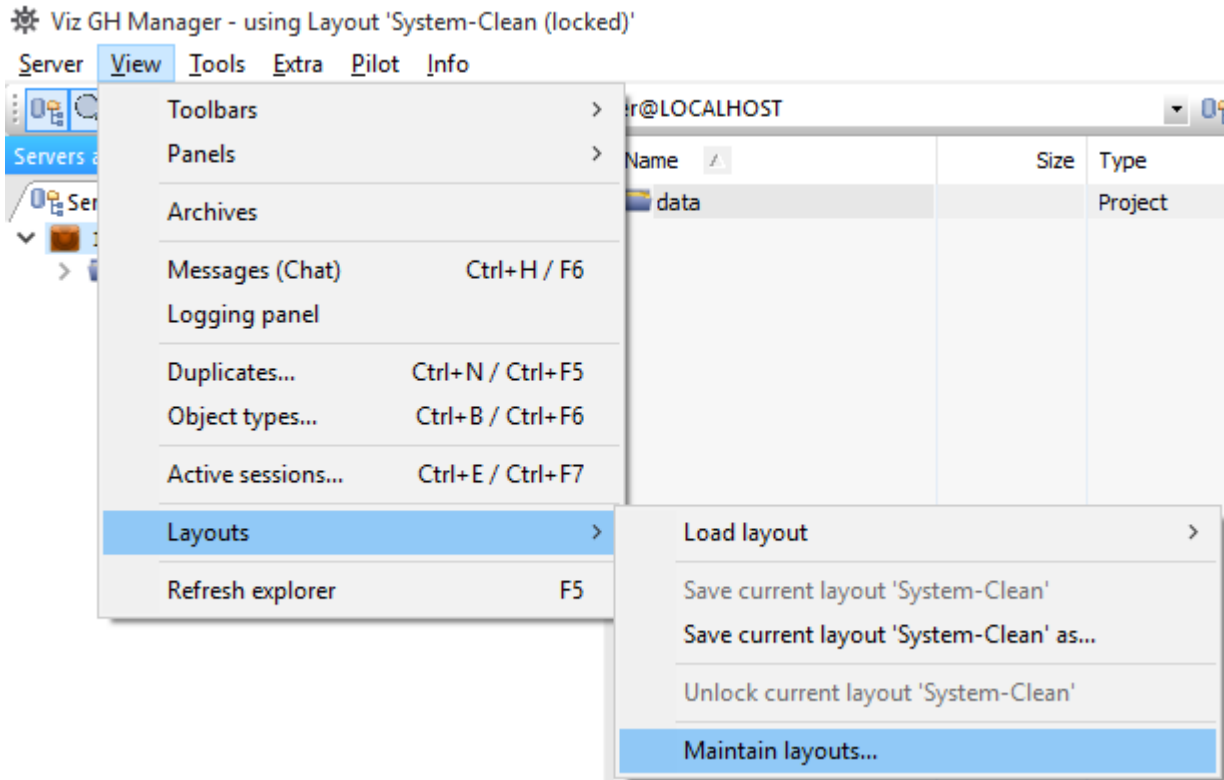 Viz GH Manager - using Layout 'System-Clean (locked)'
Server View Tools Extra Pilot Info
Toolbars
r@LOCALHOST
Servers
Panels
Name Size Type
Ser
Archives
data Project
Messages (Chat) Ctrl+H / F6
Logging panel
Duplicates... Ctrl+N / Ctrl+F5
Object types... Ctrl+B / Ctrl+F6
Active sessions... Ctrl+E / Ctrl+F7
Layouts
Load layout
Refresh explorer F5
Save current layout 'System-Clean'
Save current layout 'System-Clean' as...
Unlock current layout 'System-Clean'
Maintain layouts...